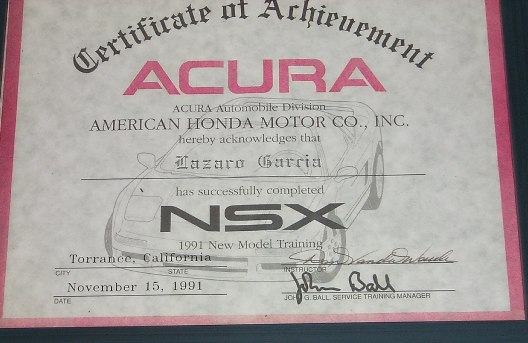 Certificate of Achievement
ACURA
ACURA Automobile Division
AMERICAN HONDA MOTOR CO., INC.
hereby acknowledges that
Lazaro Garcia
has successfully completed
NSX
1991 New Model Training
Torrance, California
CITY STATE
INSTRUCTOR
November 15, 1991
John Ball
DATE
JOHN G. BALL, SERVICE TRAINING MANAGER